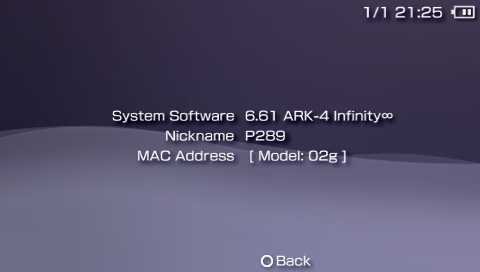 1/1 21:25
System Software 6.61 ARK-4 Infinity∞
Nickname P289
MAC Address [ Model: 02g ]
Back